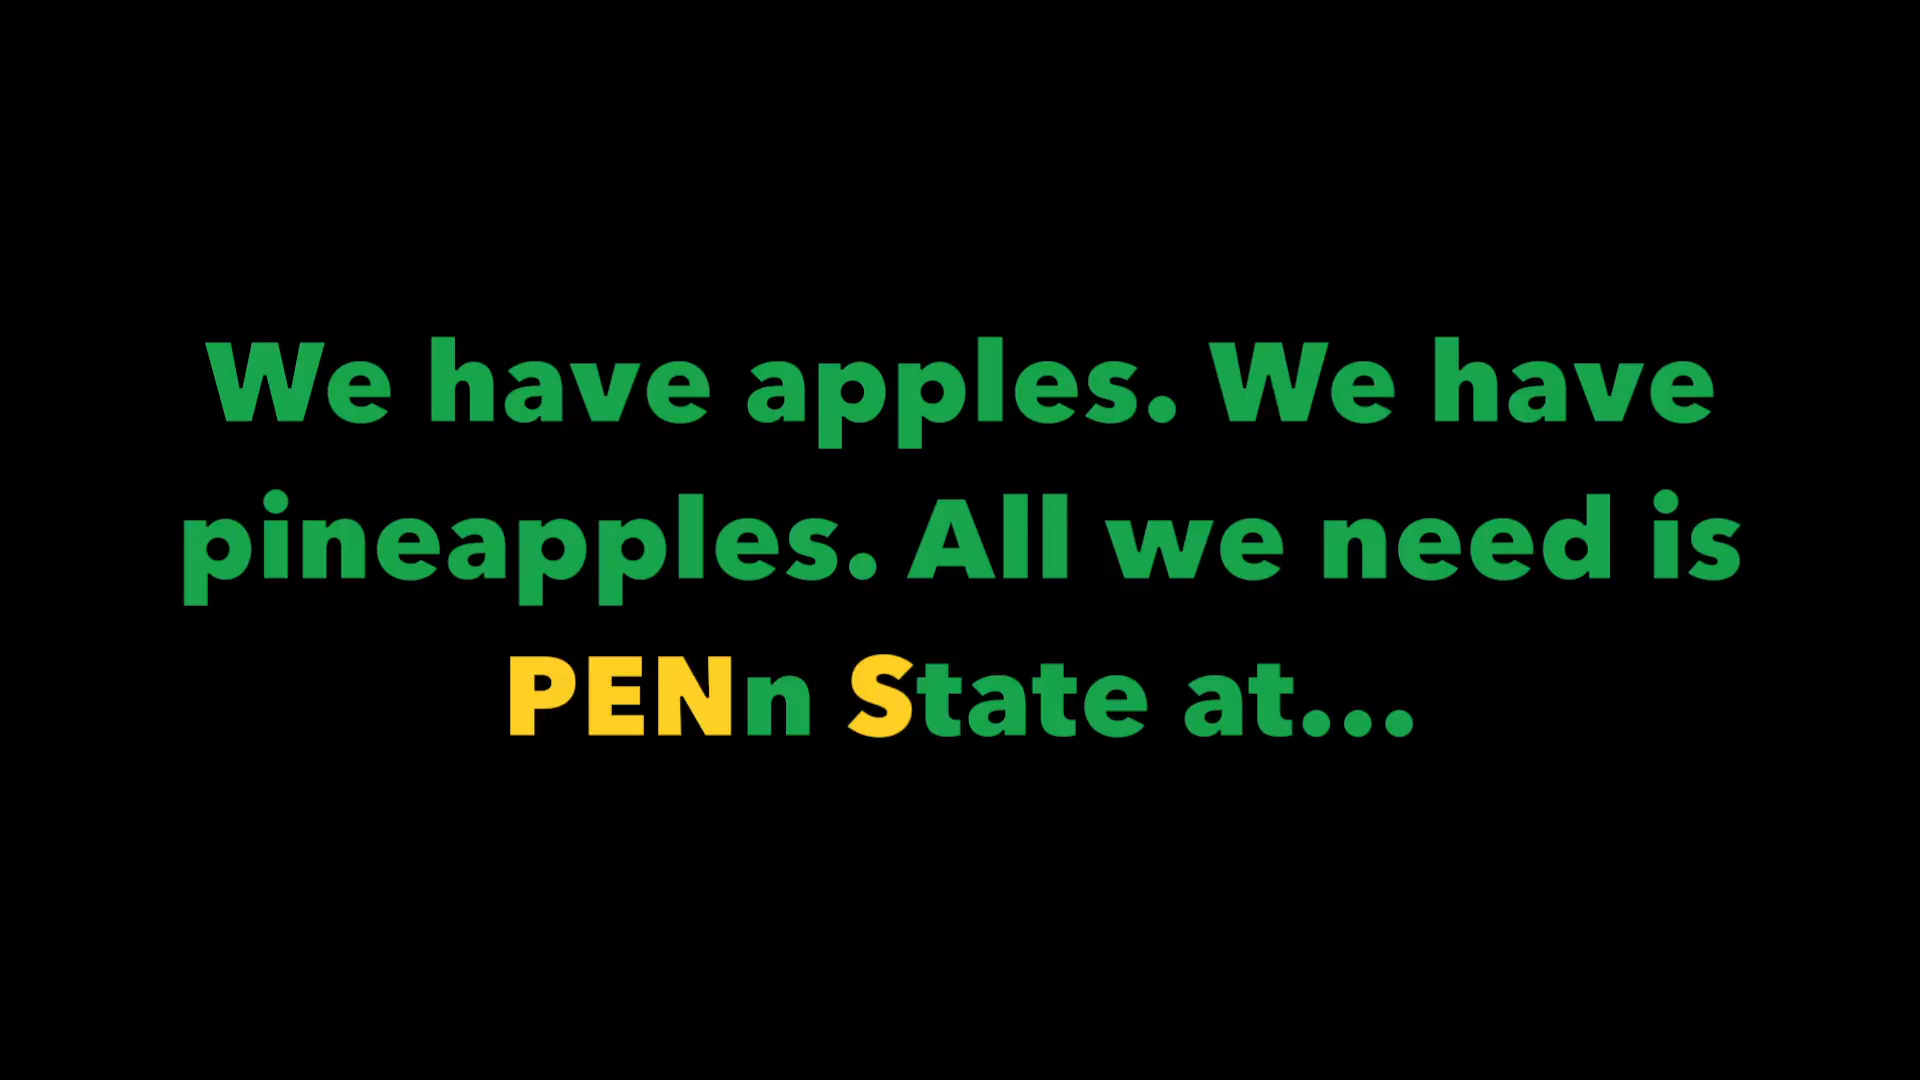 We have apples. We have
pineapples. All we need is
PENn State at...